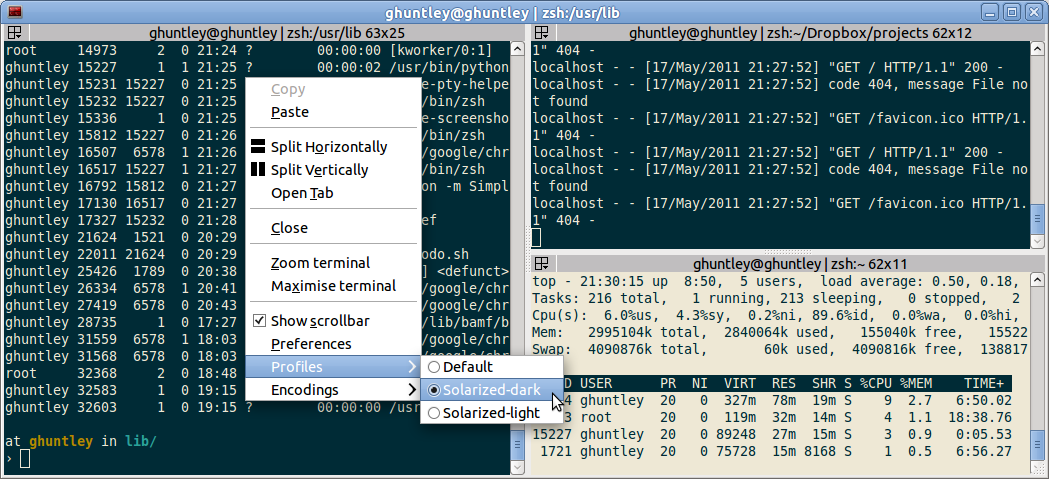 ghuntley@ghuntley | zsh:/usr/lib
ghuntley@ghuntley | zsh:/usr/lib 63x25
root     14973     2  0 21:24 ?        00:00:00 [kworker/0:1]
ghuntley 15227     1  1 21:25 ?        00:00:02 /usr/bin/python
ghuntley 15231 15227  0 21:25 e-pty-helpe
ghuntley 15232 15227  0 21:25 /bin/zsh
ghuntley 15336     1  0 21:25 e-screensho
ghuntley 15812 15227  0 21:26 /bin/zsh
ghuntley 16507  6578  1 21:26 /google/chr
ghuntley 16517 15227  1 21:27 /bin/zsh
ghuntley 16792 15812  0 21:27 on -m Simpl
ghuntley 17130 16517  0 21:27
ghuntley 17327 15232  0 21:28 ef
ghuntley 21624  1521  0 20:29
ghuntley 22011 21624  0 20:29 odo.sh
ghuntley 25426  1789  0 20:38 ] <defunct>
ghuntley 26334  6578  1 20:41 /google/chr
ghuntley 27419  6578  0 20:43 /google/chr
ghuntley 28735     1  0 17:27 /lib/bamf/b
ghuntley 31559  6578  1 18:03 /google/chr
ghuntley 31568  6578  0 18:03 /google/chr
root     32368     2  0 18:48
ghuntley 32583     1  0 19:15
ghuntley 32603     1  0 19:15 ?        00:00:00 /usr/
at ghuntley in lib/
›
Copy
Paste
Split Horizontally
Split Vertically
Open Tab
Close
Zoom terminal
Maximise terminal
Show scrollbar
Preferences
Profiles
Encodings
Default
Solarized-dark
Solarized-light
ghuntley@ghuntley | zsh:~/Dropbox/projects 62x12
1" 404 -
localhost - - [17/May/2011 21:27:52] "GET / HTTP/1.1" 200 -
localhost - - [17/May/2011 21:27:52] code 404, message File no
t found
localhost - - [17/May/2011 21:27:52] "GET /favicon.ico HTTP/1.
1" 404 -
localhost - - [17/May/2011 21:27:52] "GET / HTTP/1.1" 200 -
localhost - - [17/May/2011 21:27:52] code 404, message File no
t found
localhost - - [17/May/2011 21:27:52] "GET /favicon.ico HTTP/1.
1" 404 -
ghuntley@ghuntley | zsh:~ 62x11
top - 21:30:15 up  8:50,  5 users,  load average: 0.50, 0.18,
Tasks: 216 total,   1 running, 213 sleeping,   0 stopped,   2
Cpu(s):  6.0%us,  4.3%sy,  0.2%ni, 89.6%id,  0.0%wa,  0.0%hi,
Mem:   2995104k total,  2840064k used,   155040k free,   15522
Swap:  4090876k total,       60k used,  4090816k free,  138817
D USER      PR  NI  VIRT  RES  SHR S %CPU %MEM    TIME+
4 ghuntley  20   0  327m  78m  19m S    9  2.7   6:50.02
3 root      20   0  119m  32m  14m S    4  1.1  18:38.76
15227 ghuntley  20   0 89248  27m  15m S    3  0.9   0:05.53
1721 ghuntley  20   0 75728  15m 8168 S    1  0.5   6:56.27